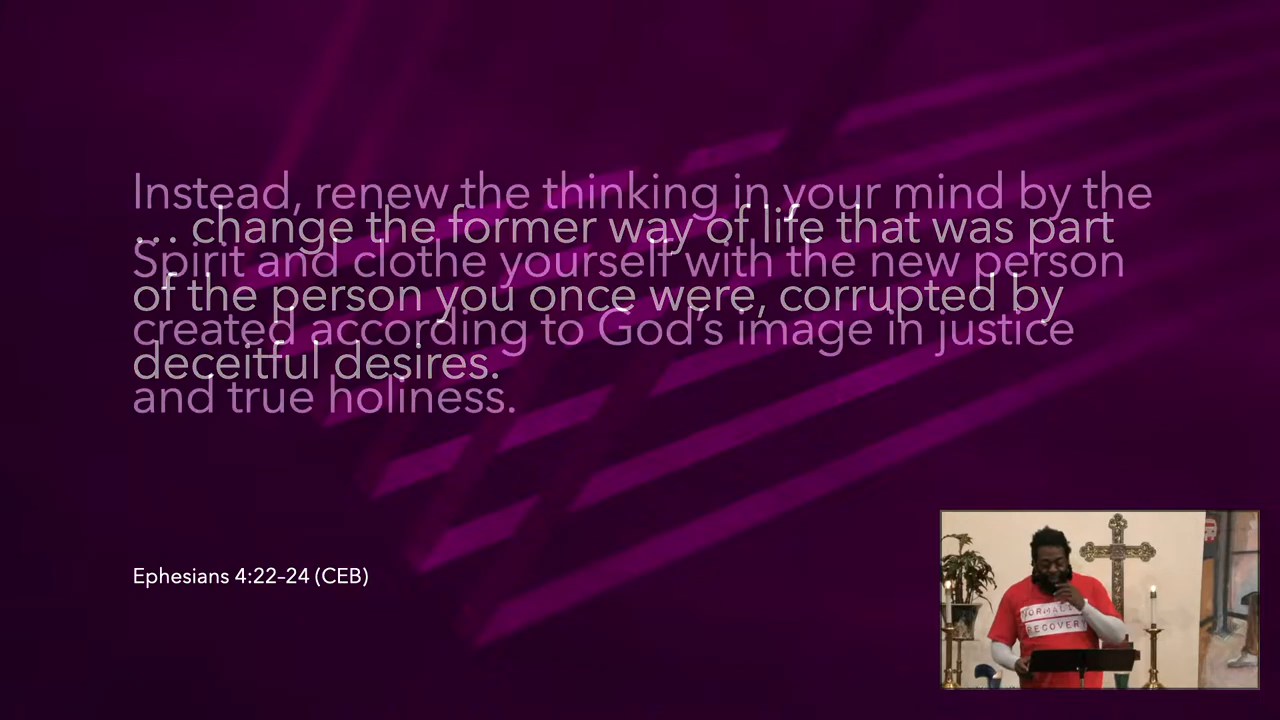 Instead, renew the thinking in your mind by the
… change the former way of life that was part
Spirit and clothe yourself with the new person
of the person you once were, corrupted by
created according to God's image in justice
deceitful desires.
and true holiness.
Ephesians 4:22–24 (CEB)
NORMALIZE
RECOVERY